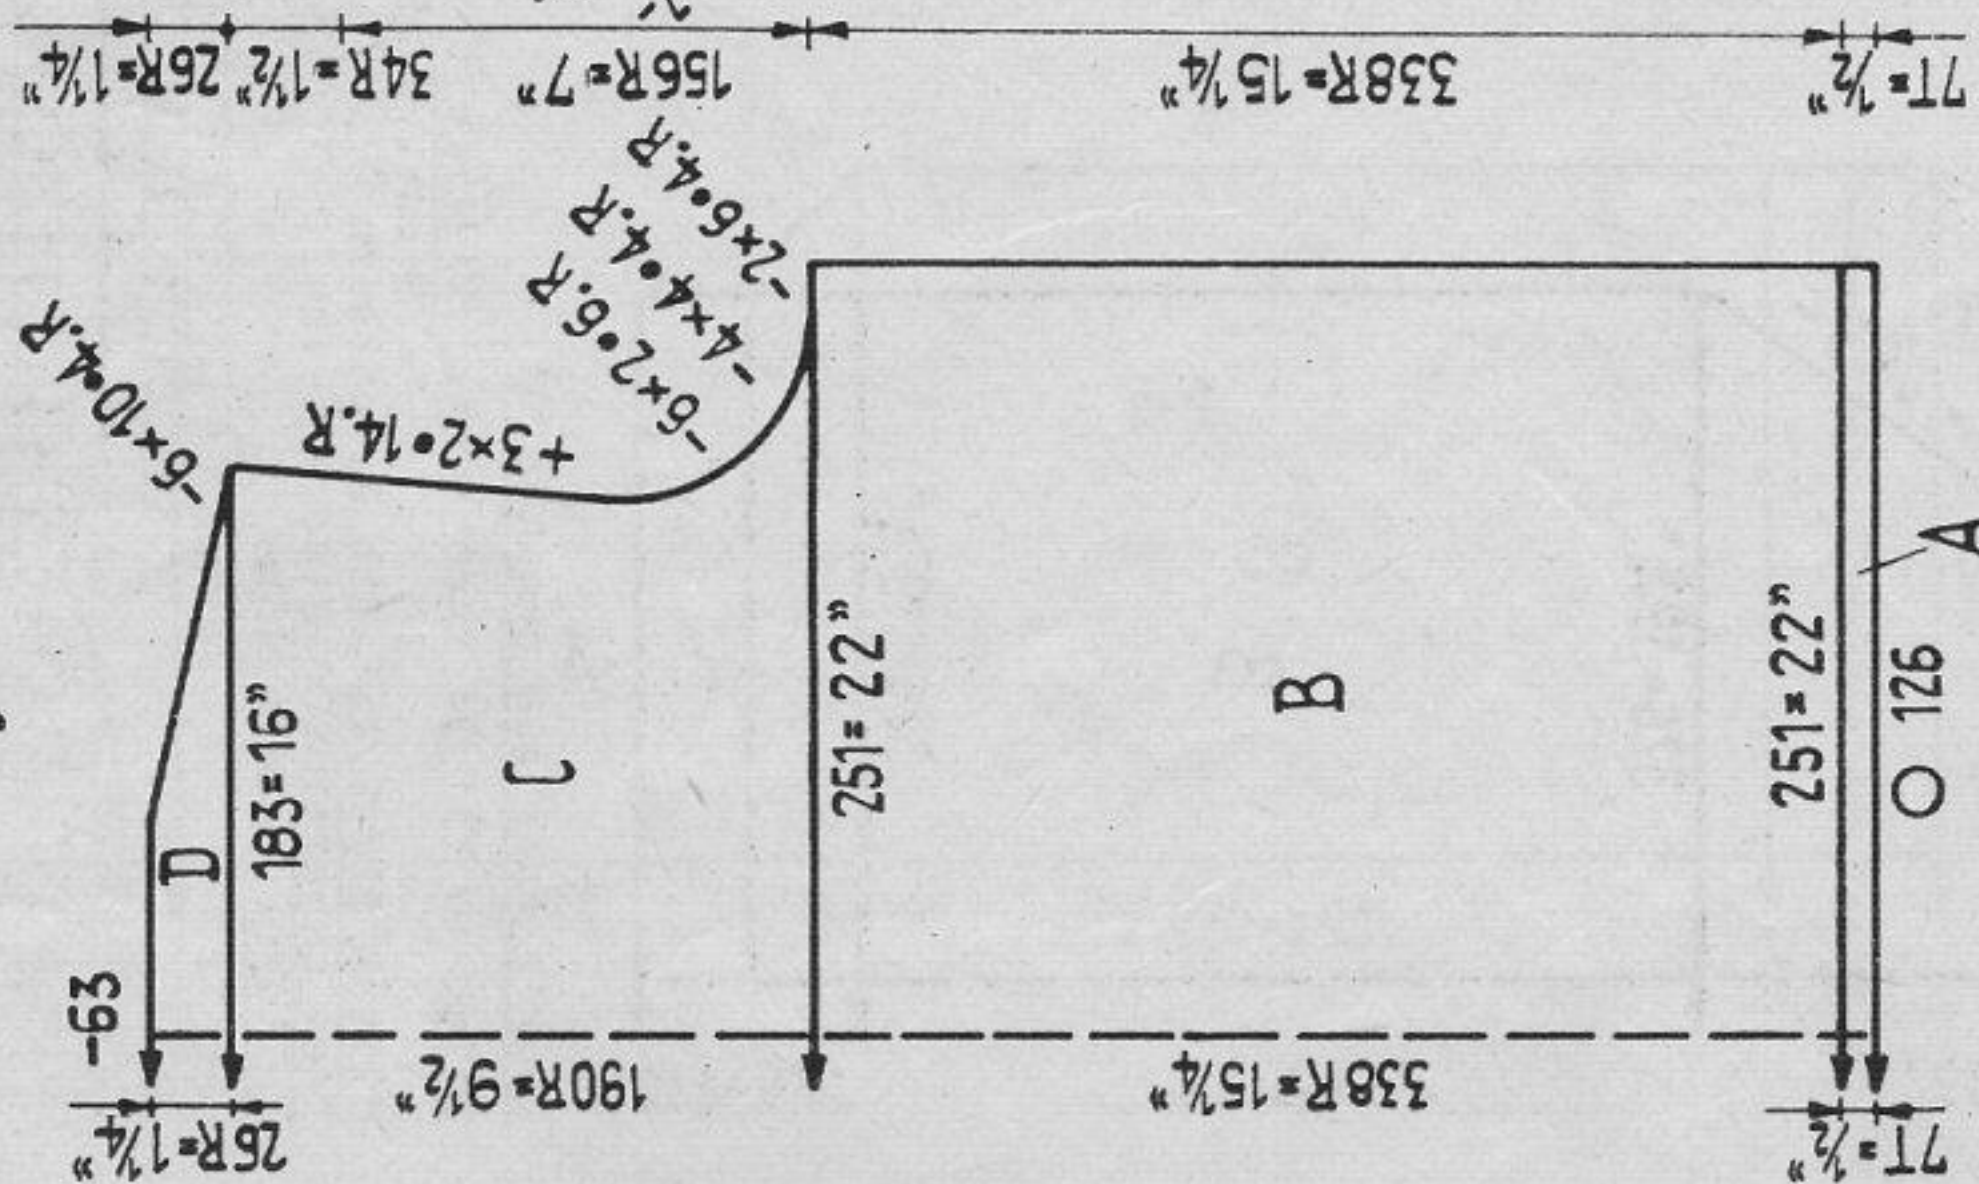 26R=1¼"
34R=1½"
156R=7"
338R=15¼"
7T=½"
-6×10•4.R
+3×2•14.R
-6×2•6.R
-4×4•4.R
-2×6•4.R
-63
D
183=16"
C
251=22"
B
251=22"
A
O 126
26R=1¼"
190R=9½"
338R=15¼"
7T=½"